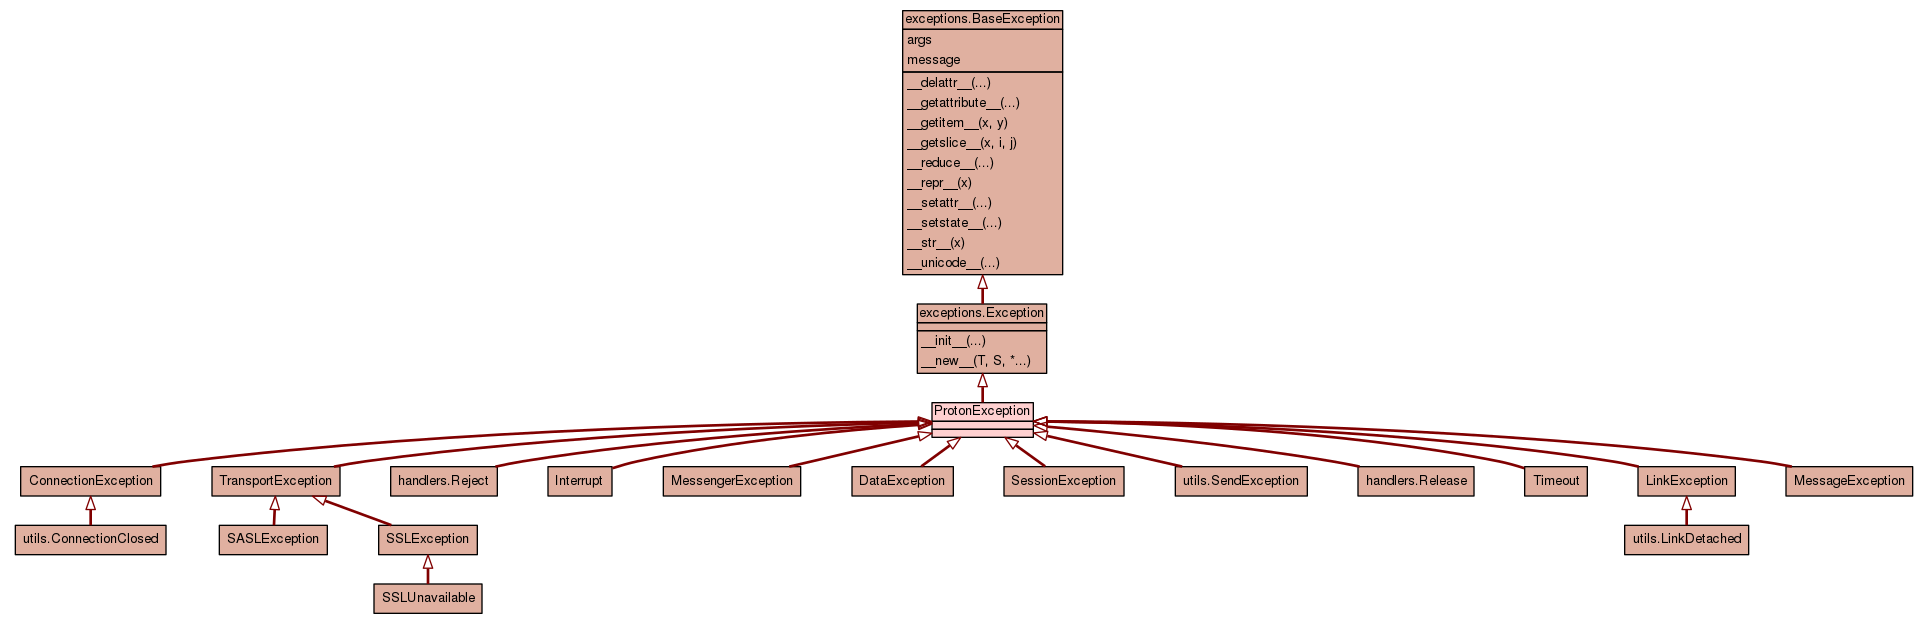 exceptions.BaseException
args
message
__delattr__(...)
__getattribute__(...)
__getitem__(x, y)
__getslice__(x, i, j)
__reduce__(...)
__repr__(x)
__setattr__(...)
__setstate__(...)
__str__(x)
__unicode__(...)
exceptions.Exception
__init__(...)
__new__(T, S, *...)
ProtonException
ConnectionException
TransportException
handlers.Reject
Interrupt
MessengerException
DataException
SessionException
utils.SendException
handlers.Release
Timeout
LinkException
MessageException
utils.ConnectionClosed
SASLException
SSLException
utils.LinkDetached
SSLUnavailable